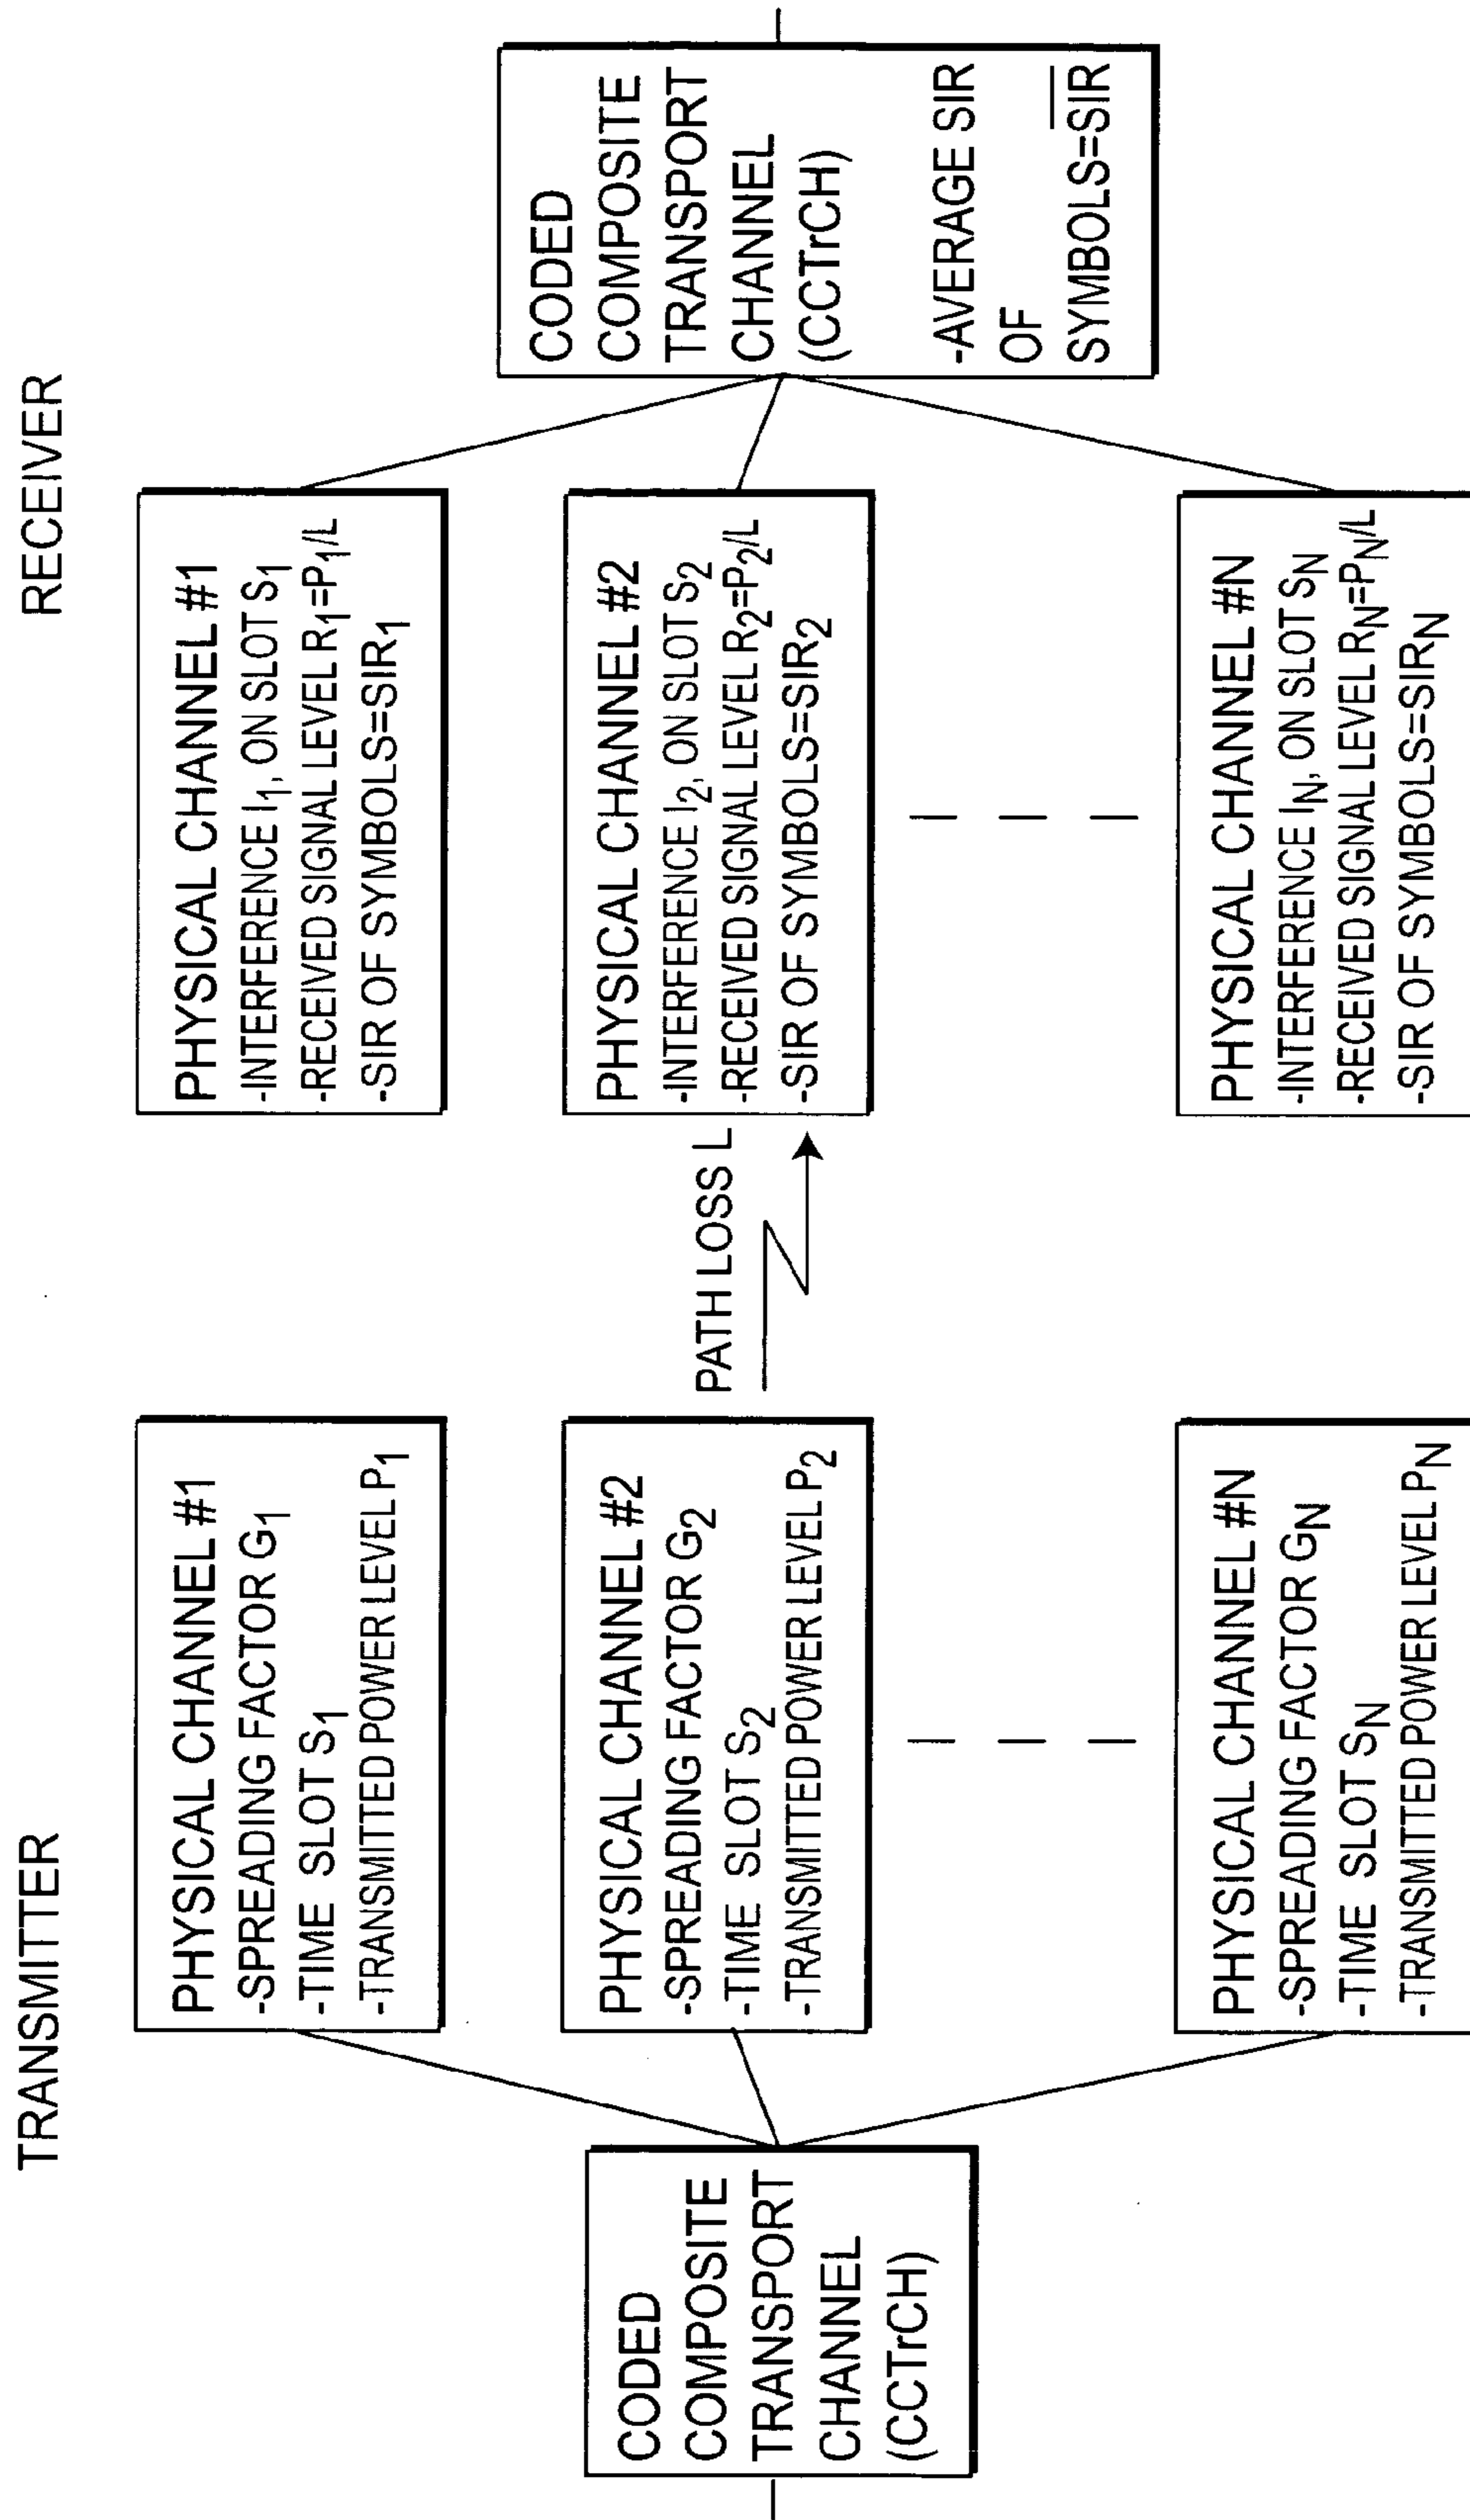 TRANSMITTER
RECEIVER
CODED
COMPOSITE
TRANSPORT
CHANNEL
(CCTrCH)
PHYSICAL CHANNEL #1
-SPREADING FACTOR G1
-TIME SLOT S1
-TRANSMITTED POWER LEVEL P1
PHYSICAL CHANNEL #2
-SPREADING FACTOR G2
-TIME SLOT S2
-TRANSMITTED POWER LEVEL P2
PHYSICAL CHANNEL #N
-SPREADING FACTOR GN
-TIME SLOT SN
-TRANSMITTED POWER LEVEL PN
PATH LOSS L
PHYSICAL CHANNEL #1
-INTERFERENCE I1, ON SLOT S1
-RECEIVED SIGNAL LEVEL R1=P1/L
-SIR OF SYMBOLS=SIR1
PHYSICAL CHANNEL #2
-INTERFERENCE I2, ON SLOT S2
-RECEIVED SIGNAL LEVEL R2=P2/L
-SIR OF SYMBOLS=SIR2
PHYSICAL CHANNEL #N
-INTERFERENCE IN, ON SLOT SN
-RECEIVED SIGNAL LEVEL RN=PN/L
-SIR OF SYMBOLS=SIRN
CODED
COMPOSITE
TRANSPORT
CHANNEL
(CCTrCH)
-AVERAGE SIR
OF
SYMBOLS=S̅I̅R̅